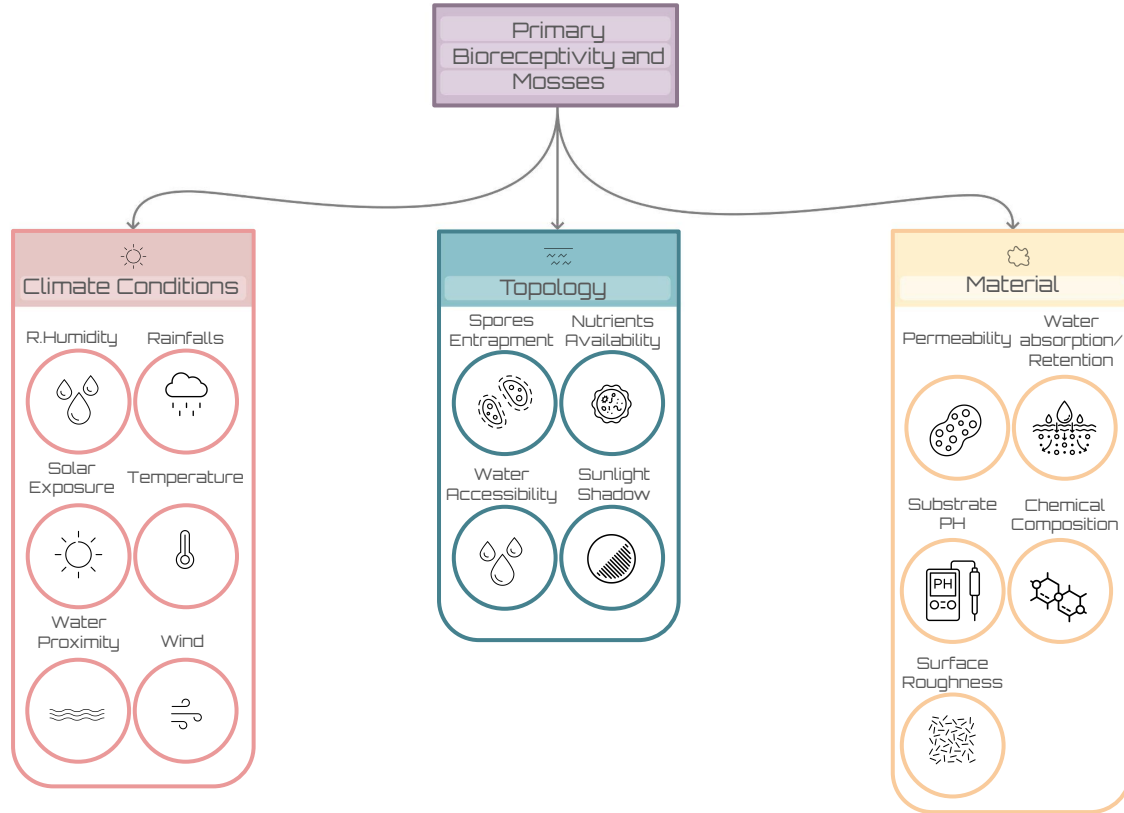 Primary
Bioreceptivity and
Mosses
Climate Conditions
R.Humidity
Rainfalls
Solar
Exposure
Temperature
Water
Proximity
Wind
Topology
Spores
Entrapment
Nutrients
Availability
Water
Accessibility
Sunlight
Shadow
Material
Permeability
Water
absorption/
Retention
Substrate
PH
PH
Chemical
Composition
Surface
Roughness